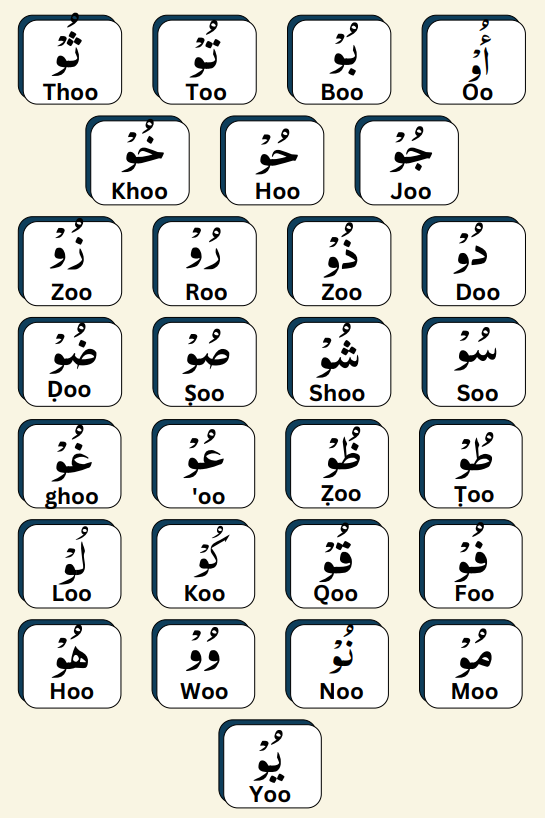 أُوْ بُوْ تُوْ ثُوْ
Oo Boo Too Thoo
جُوْ حُوْ خُوْ
Joo Hoo Khoo
دُوْ ذُوْ رُوْ زُوْ
Doo Zoo Roo Zoo
سُوْ شُوْ صُوْ ضُوْ
Soo Shoo Ṣoo Ḍoo
طُوْ ظُوْ عُوْ غُوْ
Ṭoo Ẓoo 'oo ghoo
فُوْ قُوْ كُوْ لُوْ
Foo Qoo Koo Loo
مُوْ نُوْ وُوْ هُوْ
Moo Noo Woo Hoo
يُوْ
Yoo